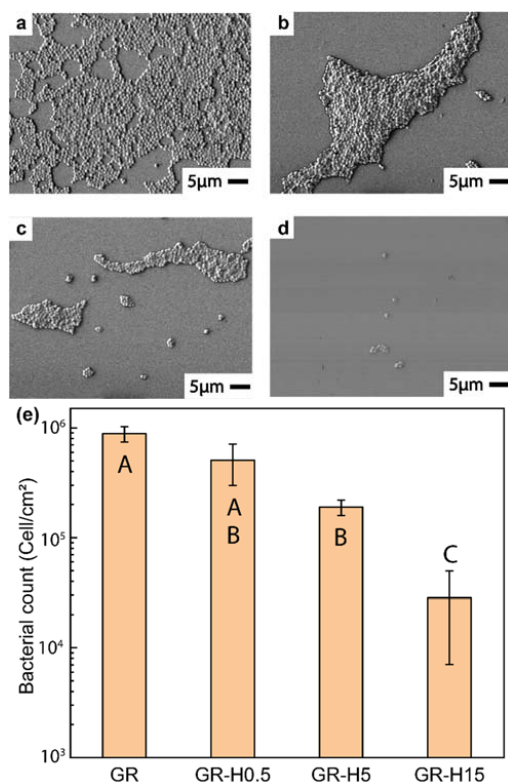 a
5μm
b
5μm
c
5μm
d
5μm
(e)
Bacterial count (Cell/cm²)
10⁶
10⁵
10⁴
10³
A
A
B
B
C
GR
GR-H0.5
GR-H5
GR-H15